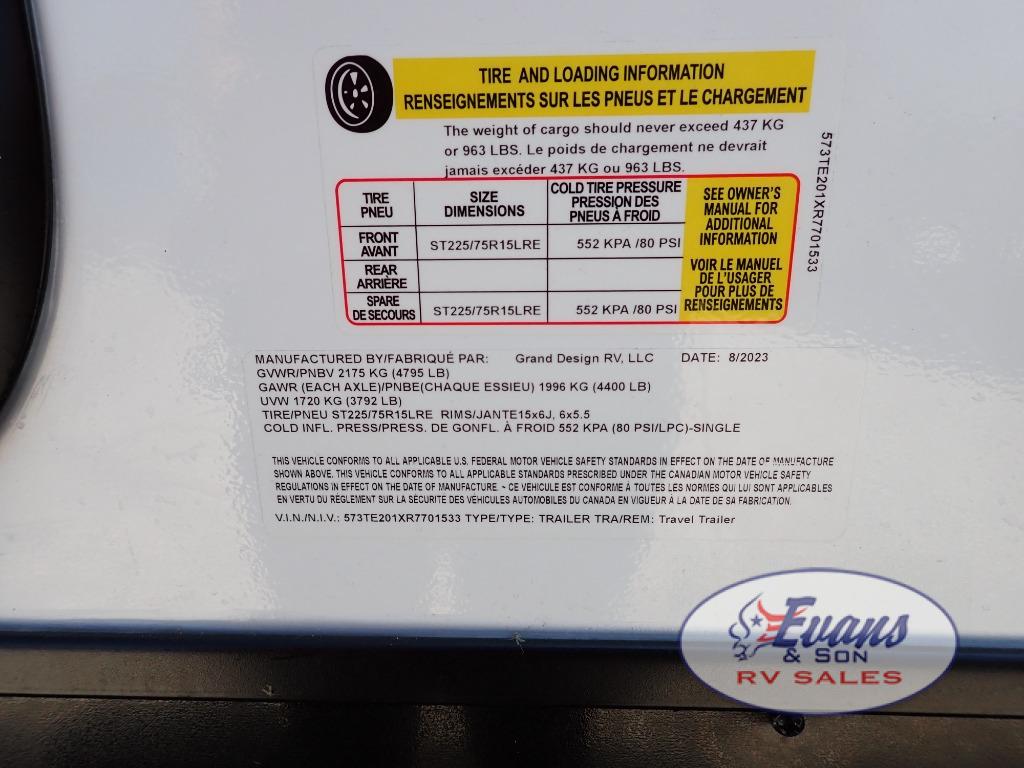 TIRE AND LOADING INFORMATION
RENSEIGNEMENTS SUR LES PNEUS ET LE CHARGEMENT
The weight of cargo should never exceed 437 KG
or 963 LBS. Le poids de chargement ne devrait
jamais excéder 437 KG ou 963 LBS.
TIRE
PNEU
SIZE
DIMENSIONS
COLD TIRE PRESSURE
PRESSION DES
PNEUS À FROID
FRONT
AVANT
ST225/75R15LRE
552 KPA /80 PSI
REAR
ARRIÈRE
SPARE
DE SECOURS
ST225/75R15LRE
552 KPA /80 PSI
SEE OWNER'S
MANUAL FOR
ADDITIONAL
INFORMATION
VOIR LE MANUEL
DE L'USAGER
POUR PLUS DE
RENSEIGNEMENTS
573TE201XR7701533
MANUFACTURED BY/FABRIQUÉ PAR: Grand Design RV, LLC DATE: 8/2023
GVWR/PNBV 2175 KG (4795 LB)
GAWR (EACH AXLE)/PNBE(CHAQUE ESSIEU) 1996 KG (4400 LB)
UVW 1720 KG (3792 LB)
TIRE/PNEU ST225/75R15LRE RIMS/JANTE15x6J, 6x5.5
COLD INFL. PRESS/PRESS. DE GONFL. À FROID 552 KPA (80 PSI/LPC)-SINGLE
THIS VEHICLE CONFORMS TO ALL APPLICABLE U.S. FEDERAL MOTOR VEHICLE SAFETY STANDARDS IN EFFECT ON THE DATE OF MANUFACTURE
SHOWN ABOVE. THIS VEHICLE CONFORMS TO ALL APPLICABLE STANDARDS PRESCRIBED UNDER THE CANADIAN MOTOR VEHICLE SAFETY
REGULATIONS IN EFFECT ON THE DATE OF MANUFACTURE. ~ CE VÉHICULE EST CONFORME À TOUTES LES NORMES QUI LUI SONT APPLICABLES
EN VERTU DU RÈGLEMENT SUR LA SÉCURITÉ DES VÉHICULES AUTOMOBILES DU CANADA EN VIGUEUR À LA DATE DE SA FABRICATION.
V.I.N./N.I.V.: 573TE201XR7701533 TYPE/TYPE: TRAILER TRA/REM: Travel Trailer
Evans
& SON
RV SALES